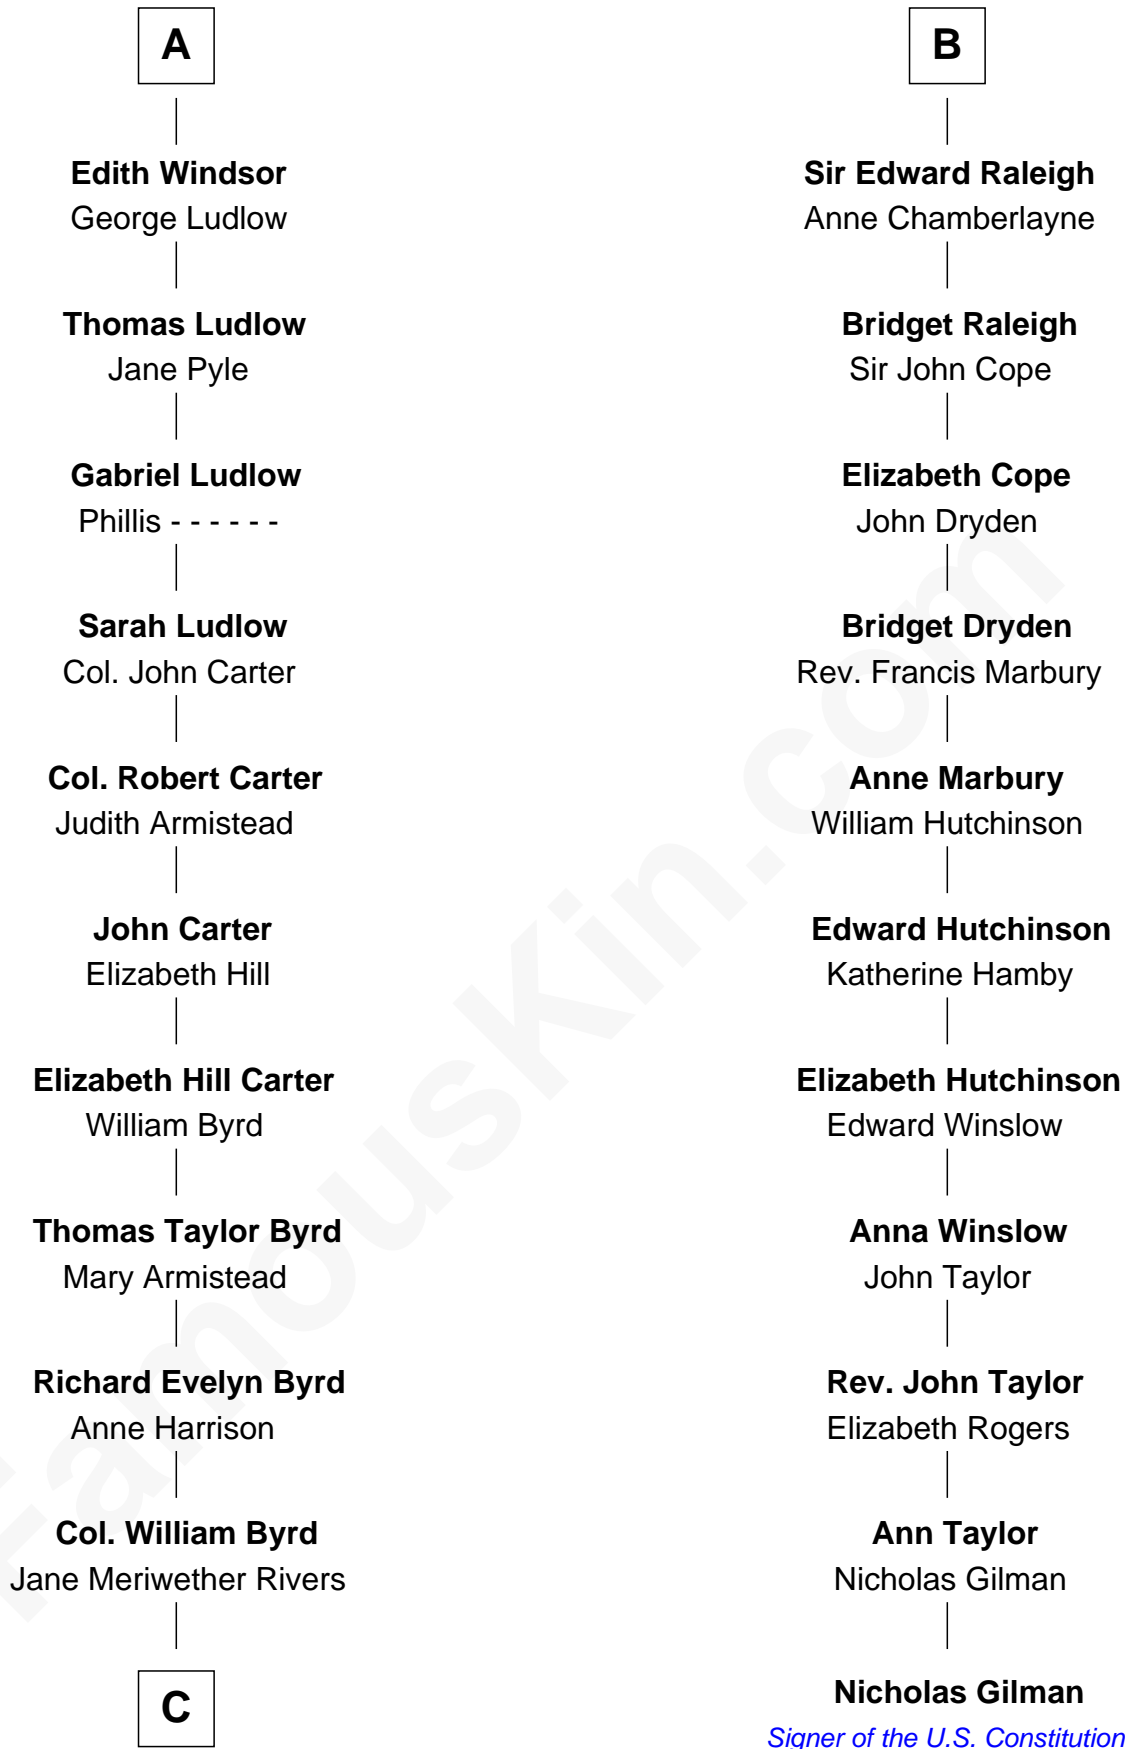 A
Edith Windsor
George Ludlow
Thomas Ludlow
Jane Pyle
Gabriel Ludlow
Phillis - - - - - -
Sarah Ludlow
Col. John Carter
Col. Robert Carter
Judith Armistead
John Carter
Elizabeth Hill
Elizabeth Hill Carter
William Byrd
Thomas Taylor Byrd
Mary Armistead
Richard Evelyn Byrd
Anne Harrison
Col. William Byrd
Jane Meriwether Rivers
C
B
Sir Edward Raleigh
Anne Chamberlayne
Bridget Raleigh
Sir John Cope
Elizabeth Cope
John Dryden
Bridget Dryden
Rev. Francis Marbury
Anne Marbury
William Hutchinson
Edward Hutchinson
Katherine Hamby
Elizabeth Hutchinson
Edward Winslow
Anna Winslow
John Taylor
Rev. John Taylor
Elizabeth Rogers
Ann Taylor
Nicholas Gilman
Nicholas Gilman
Signer of the U.S. Constitution
FamousKin.com